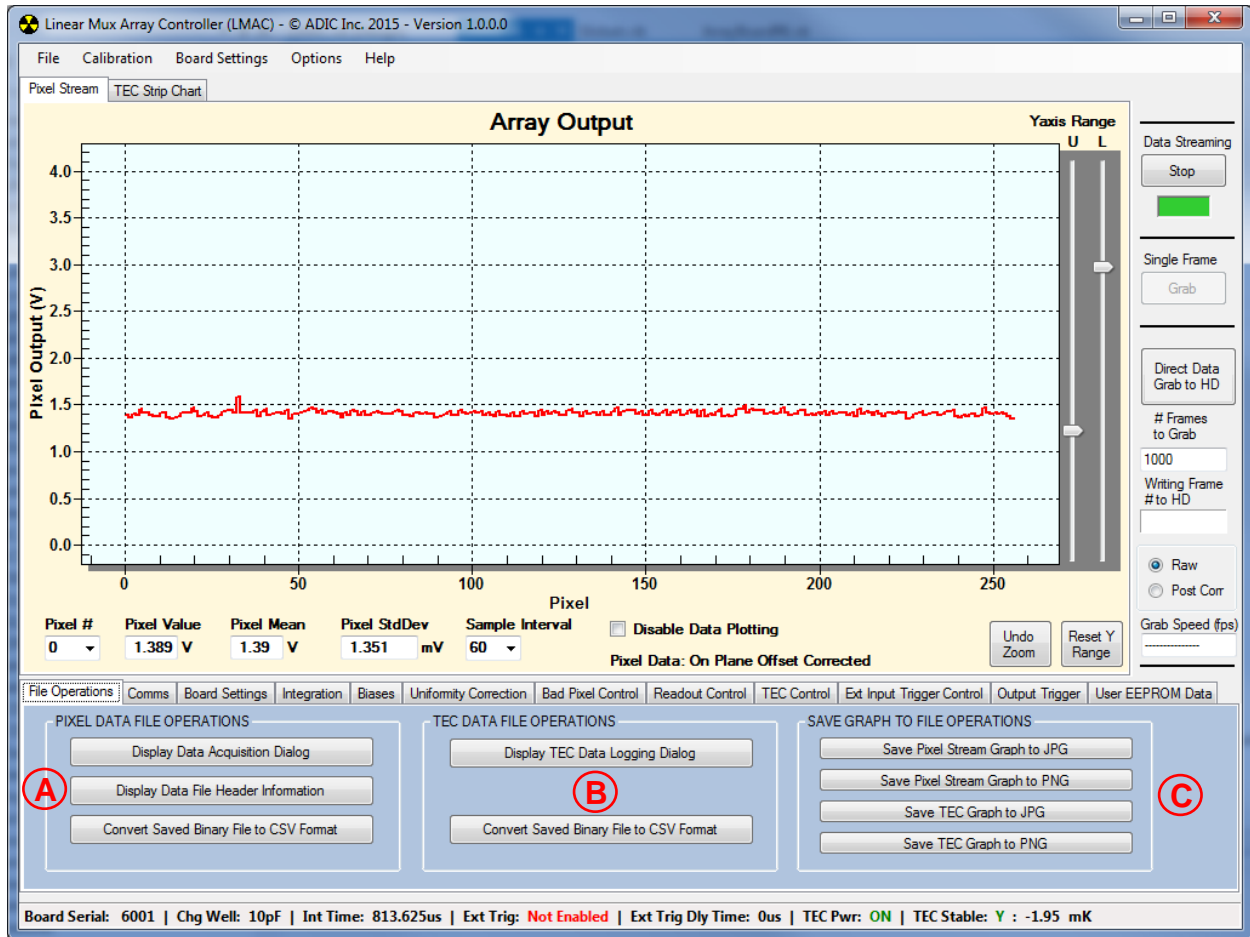 Linear Mux Array Controller (LMAC) - © ADIC Inc. 2015 - Version 1.0.0.0
File Calibration Board Settings Options Help
Pixel Stream TEC Strip Chart
Array Output
Yaxis Range
U L
4.0
3.5
3.0
2.5
2.0
1.5
1.0
0.5
0.0
Pixel Output (V)
0 50 100 150 200 250
Pixel
Pixel # Pixel Value Pixel Mean Pixel StdDev Sample Interval
0 1.389 V 1.39 V 1.351 mV 60
Disable Data Plotting
Pixel Data: On Plane Offset Corrected
Undo
Zoom
Reset Y
Range
Data Streaming
Stop
Single Frame
Grab
Direct Data
Grab to HD
# Frames
to Grab
1000
Writing Frame
# to HD
Raw
Post Corr
Grab Speed (fps)
---------------
File Operations Comms Board Settings Integration Biases Uniformity Correction Bad Pixel Control Readout Control TEC Control Ext Input Trigger Control Output Trigger User EEPROM Data
PIXEL DATA FILE OPERATIONS
Display Data Acquisition Dialog
A
Display Data File Header Information
Convert Saved Binary File to CSV Format
TEC DATA FILE OPERATIONS
Display TEC Data Logging Dialog
B
Convert Saved Binary File to CSV Format
SAVE GRAPH TO FILE OPERATIONS
Save Pixel Stream Graph to JPG
Save Pixel Stream Graph to PNG
C
Save TEC Graph to JPG
Save TEC Graph to PNG
Board Serial: 6001 | Chg Well: 10pF | Int Time: 813.625us | Ext Trig: Not Enabled | Ext Trig Dly Time: 0us | TEC Pwr: ON | TEC Stable: Y : -1.95 mK